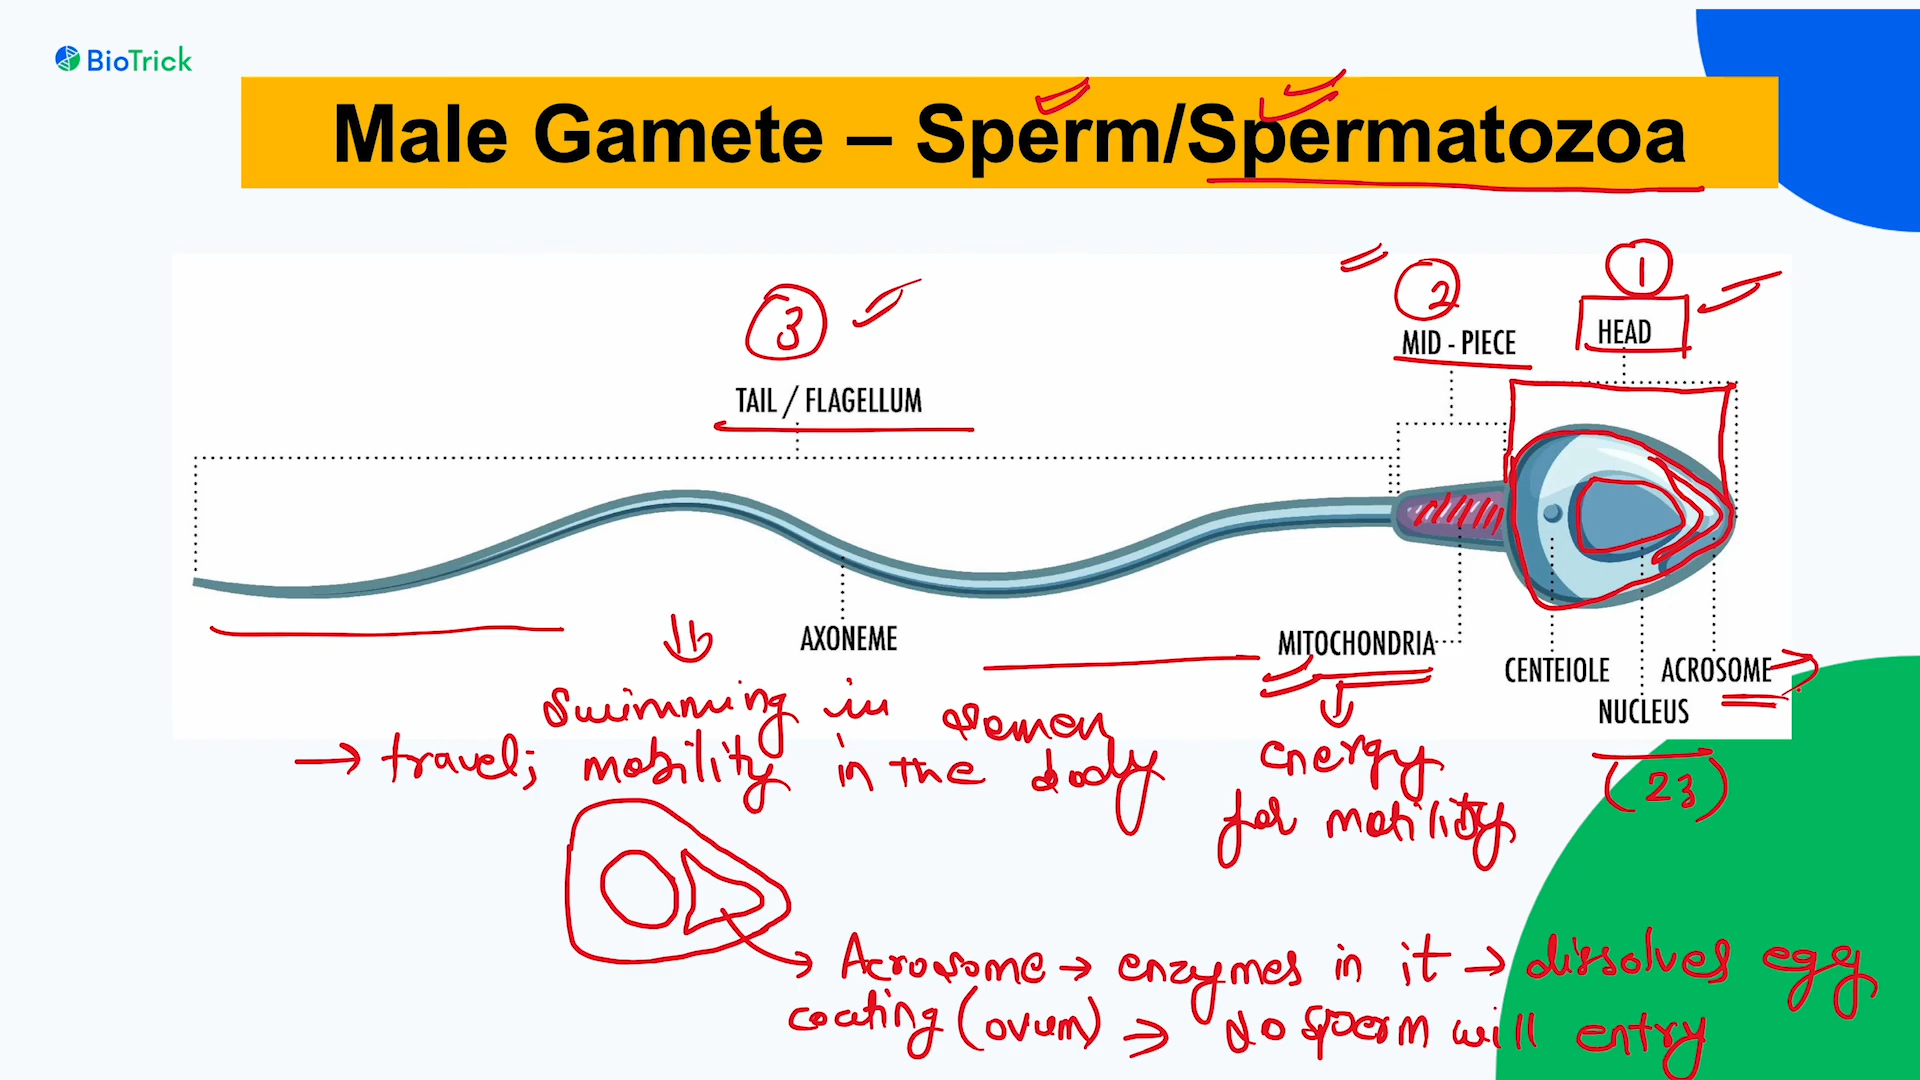 BioTrick
Male Gamete – Sperm/Spermatozoa
1
2
3
HEAD
MID - PIECE
TAIL / FLAGELLUM
AXONEME
MITOCHONDRIA
CENTEIOLE
ACROSOME
NUCLEUS
(23)
Swimming in semen
→ travel; mobility in the body
energy
for motility
→ Acrosome → enzymes in it → dissolves egg
coating (ovum) → so sperm will entry